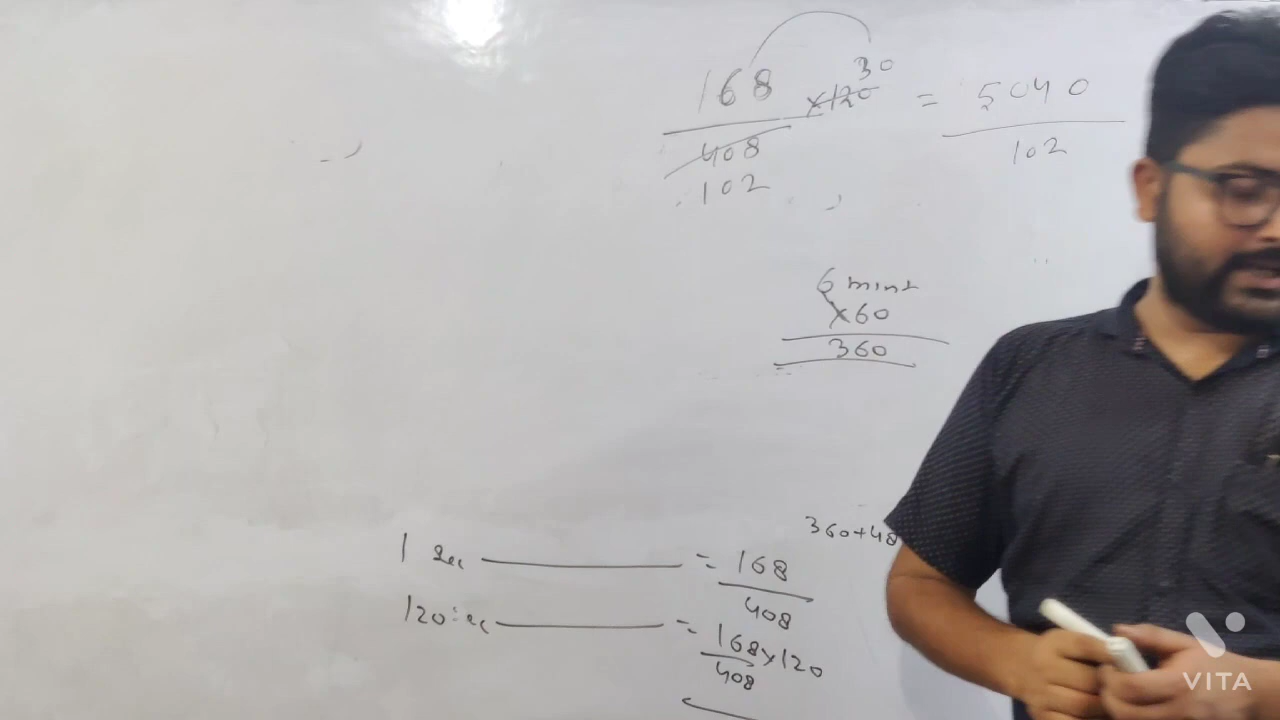 30
168 ×120 = 5040
408 102
102
6 mint
×60
360
360+48
1 sec = 168
408
120 sec = 168×120
408
VITA